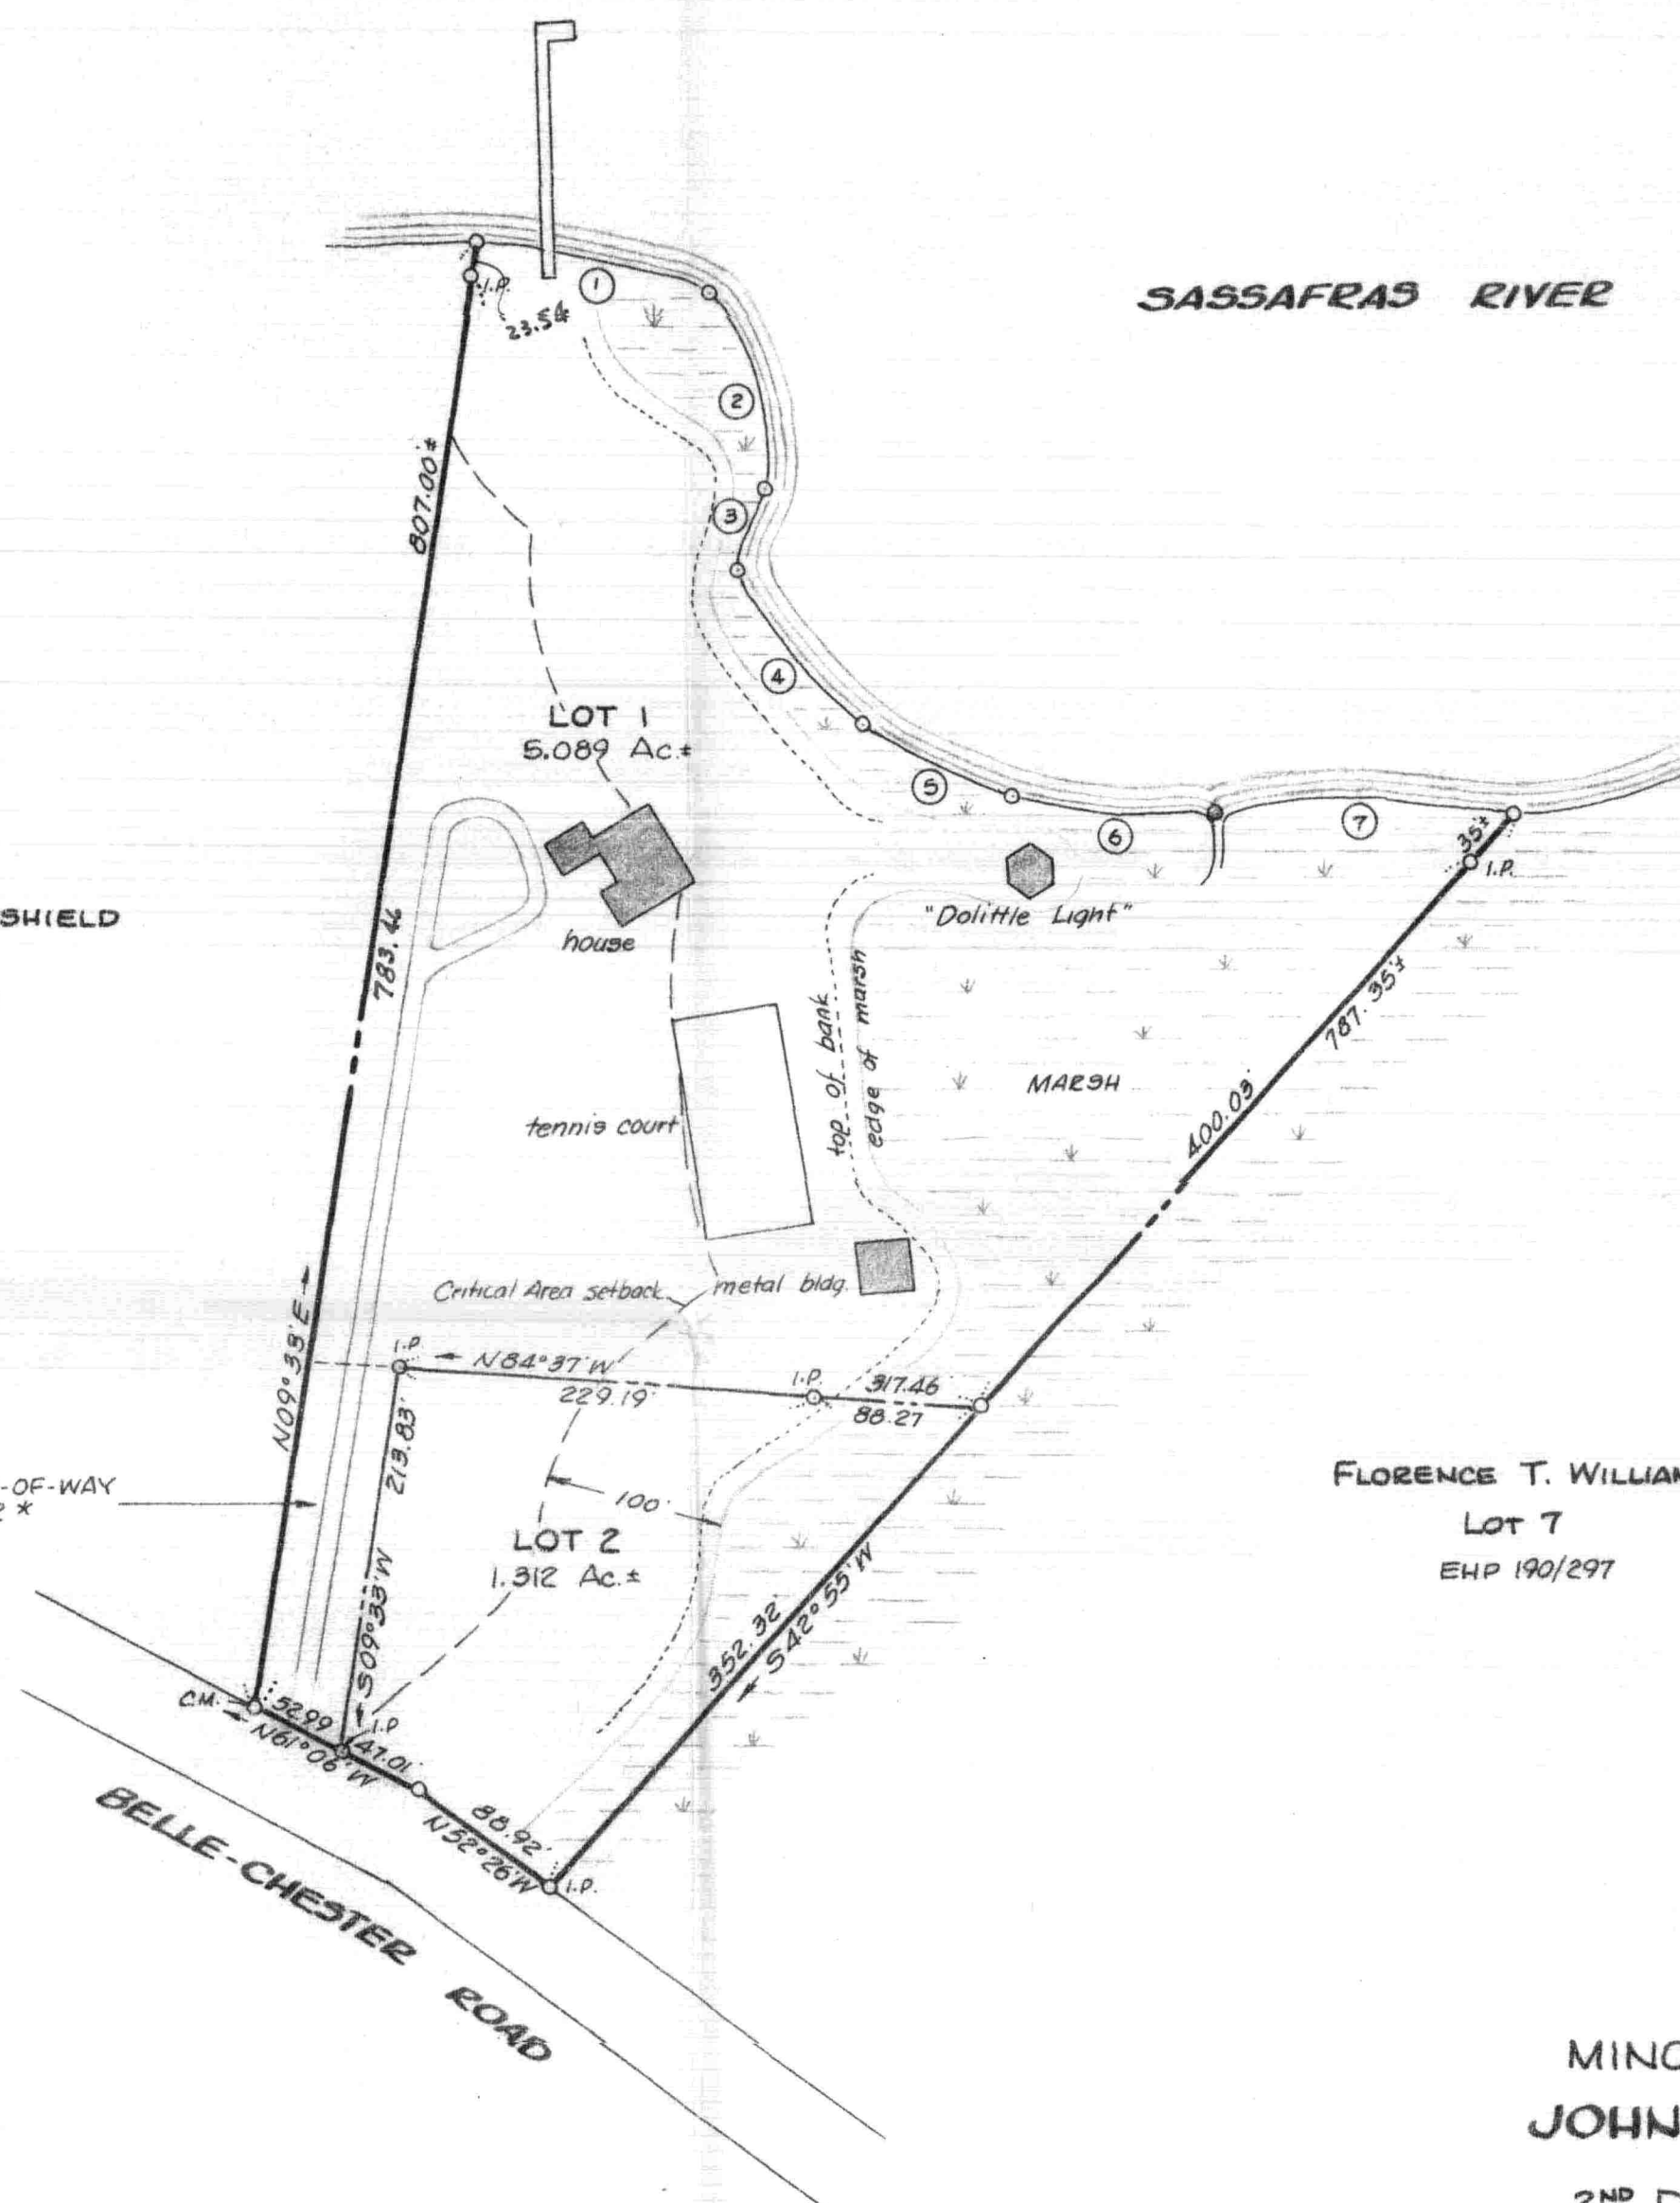 SASSAFRAS RIVER
1
I.P.
23.54
2
807.00'±
3
4
LOT 1
5.089 Ac.±
5
6
7
35'±
I.P.
"Dolittle Light"
SHIELD
house
783.46
787.35'±
top of bank
edge of marsh
MARSH
400.03'
tennis court
Critical Area setback
metal bldg.
N09°33'E
I.P.
N84°37'W
229.19'
I.P.
317.46
88.27
213.83'
-OF-WAY
*
100'
LOT 2
1.312 Ac.±
S09°33'W
FLORENCE T. WILLIAM
LOT 7
EHP 190/297
352.32'
S42°55'W
C.M.
52.99
I.P.
N61°06'W
47.01'
88.92'
N52°26'W
I.P.
BELLE-CHESTER ROAD
MINO
JOHN
2ND